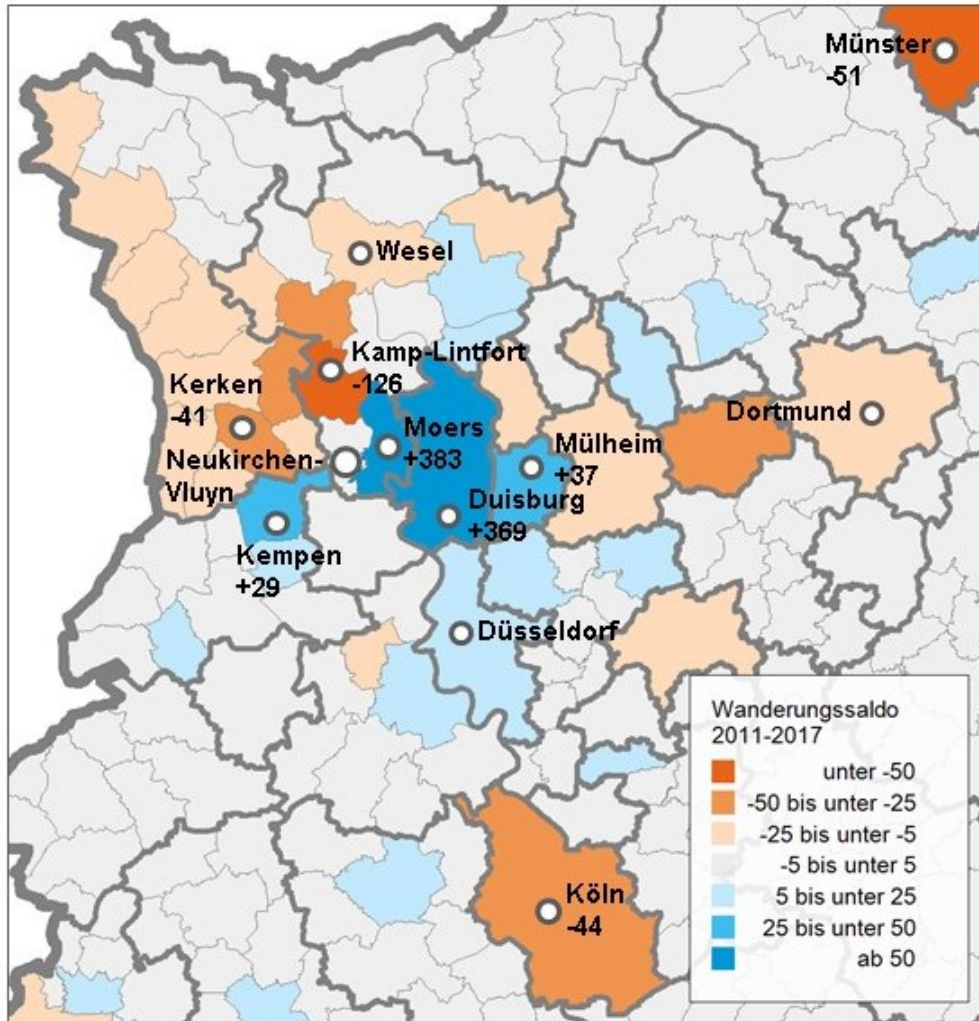 Münster
-51
Wesel
Kamp-Lintfort
-126
Kerken
-41
Moers
+383
Dortmund
Mülheim
+37
Neukirchen-
Vluyn
Duisburg
+369
Kempen
+29
Düsseldorf
Köln
-44
Wanderungssaldo
2011-2017
unter -50
-50 bis unter -25
-25 bis unter -5
-5 bis unter 5
5 bis unter 25
25 bis unter 50
ab 50